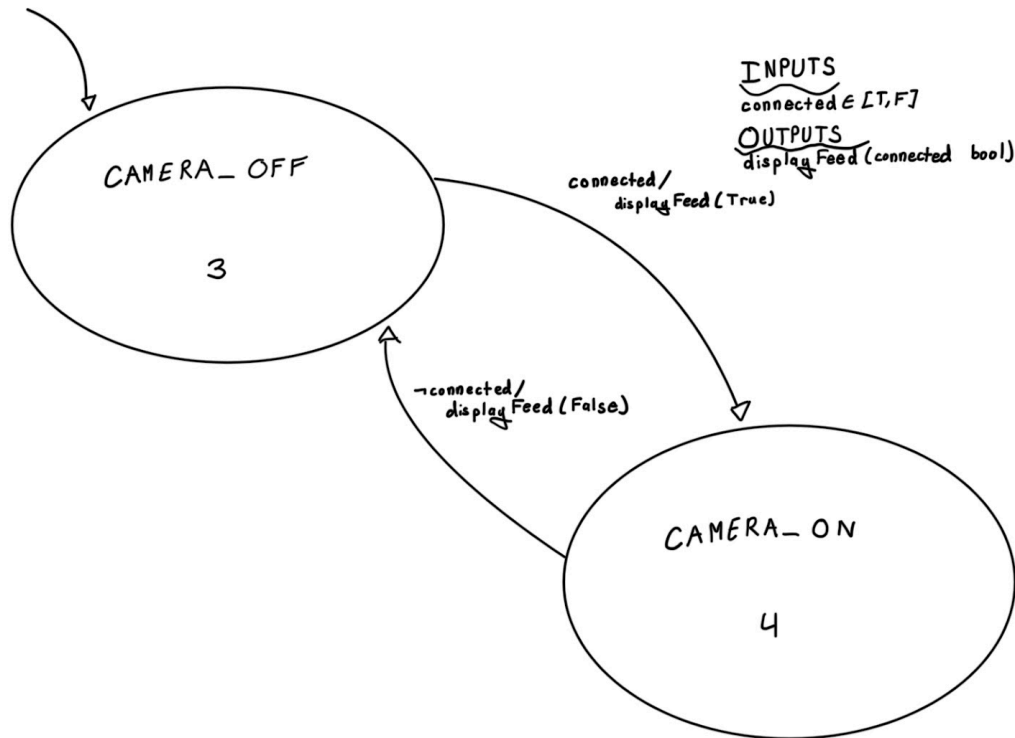 INPUTS
connected ∈ [T,F]
OUTPUTS
displayFeed(connected bool)
CAMERA_OFF
3
connected/
displayFeed(True)
¬connected/
displayFeed(False)
CAMERA_ON
4